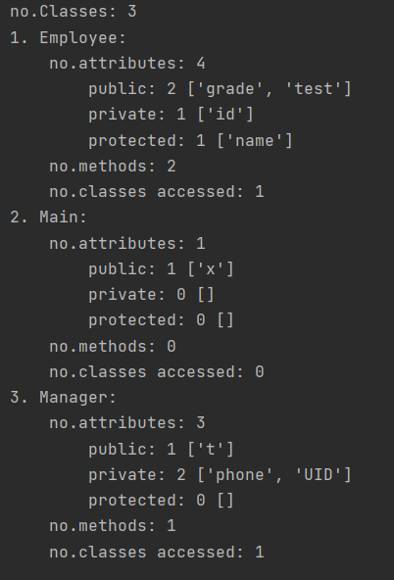 no.Classes: 3
1. Employee:
    no.attributes: 4
        public: 2 ['grade', 'test']
        private: 1 ['id']
        protected: 1 ['name']
    no.methods: 2
    no.classes accessed: 1
2. Main:
    no.attributes: 1
        public: 1 ['x']
        private: 0 []
        protected: 0 []
    no.methods: 0
    no.classes accessed: 0
3. Manager:
    no.attributes: 3
        public: 1 ['t']
        private: 2 ['phone', 'UID']
        protected: 0 []
    no.methods: 1
    no.classes accessed: 1